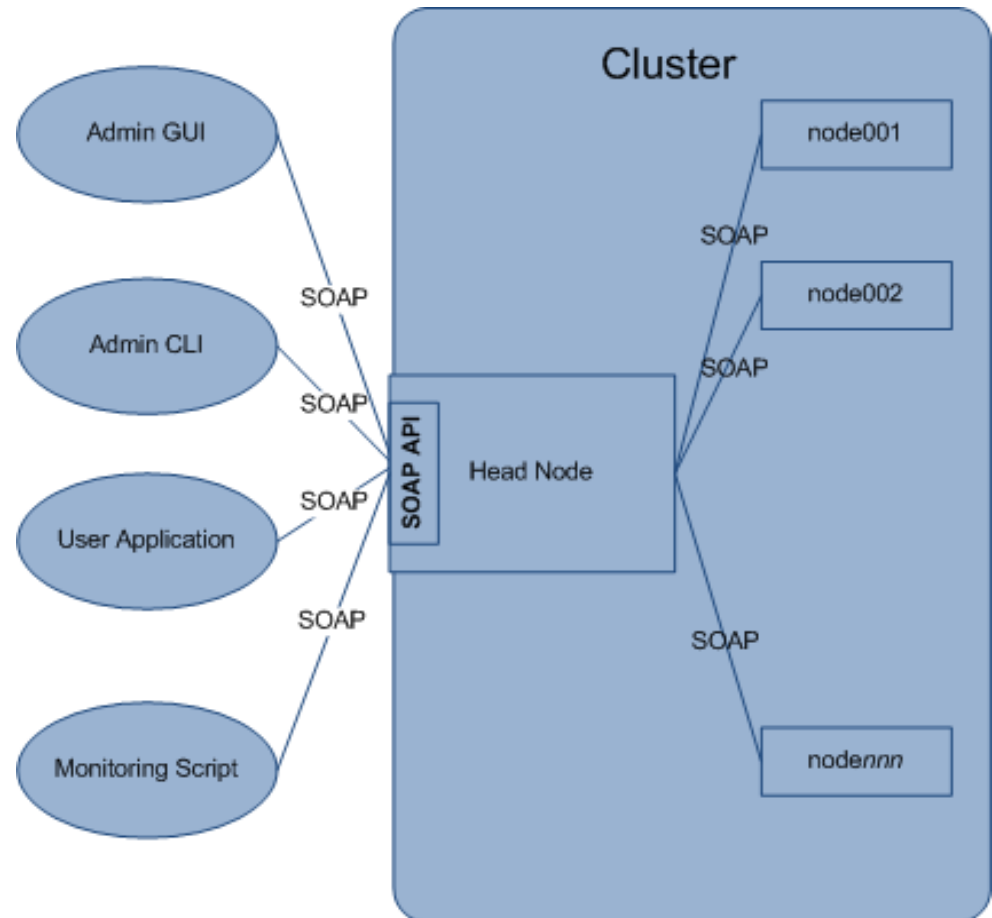 Cluster
Admin GUI
node001
SOAP
node002
SOAP
Admin CLI
SOAP
SOAP
SOAP API
Head Node
SOAP
User Application
SOAP
SOAP
nodennn
Monitoring Script